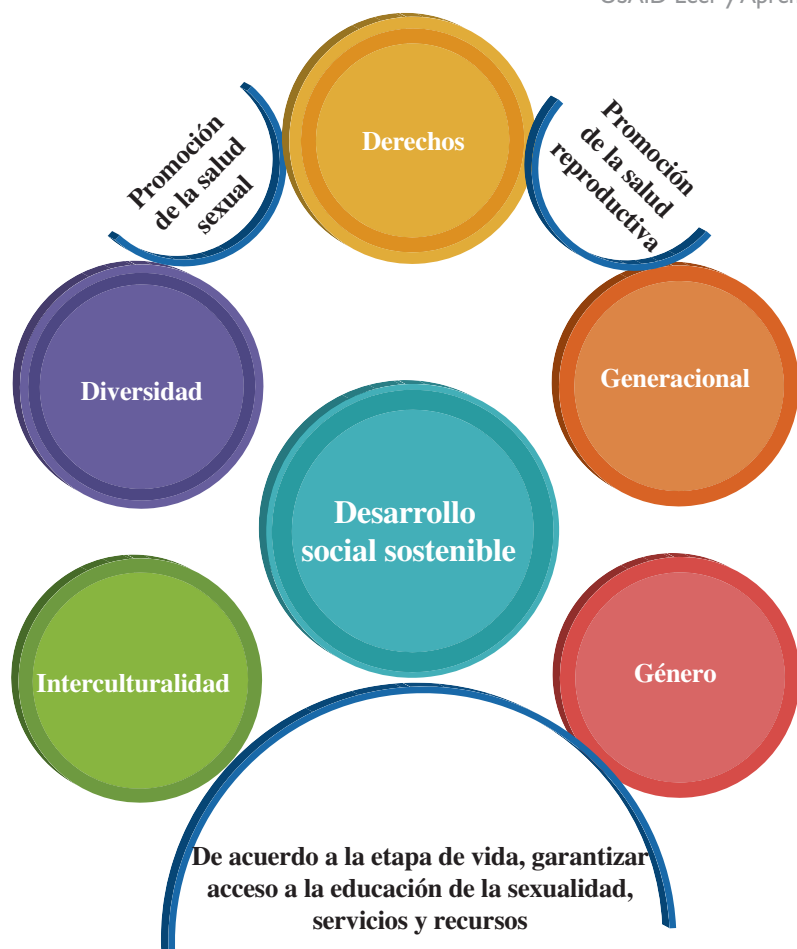 Promoción
de la salud
sexual
Derechos
Promoción
de la salud
reproductiva
Diversidad
Generacional
Desarrollo
social sostenible
Interculturalidad
Género
De acuerdo a la etapa de vida, garantizar
acceso a la educación de la sexualidad,
servicios y recursos